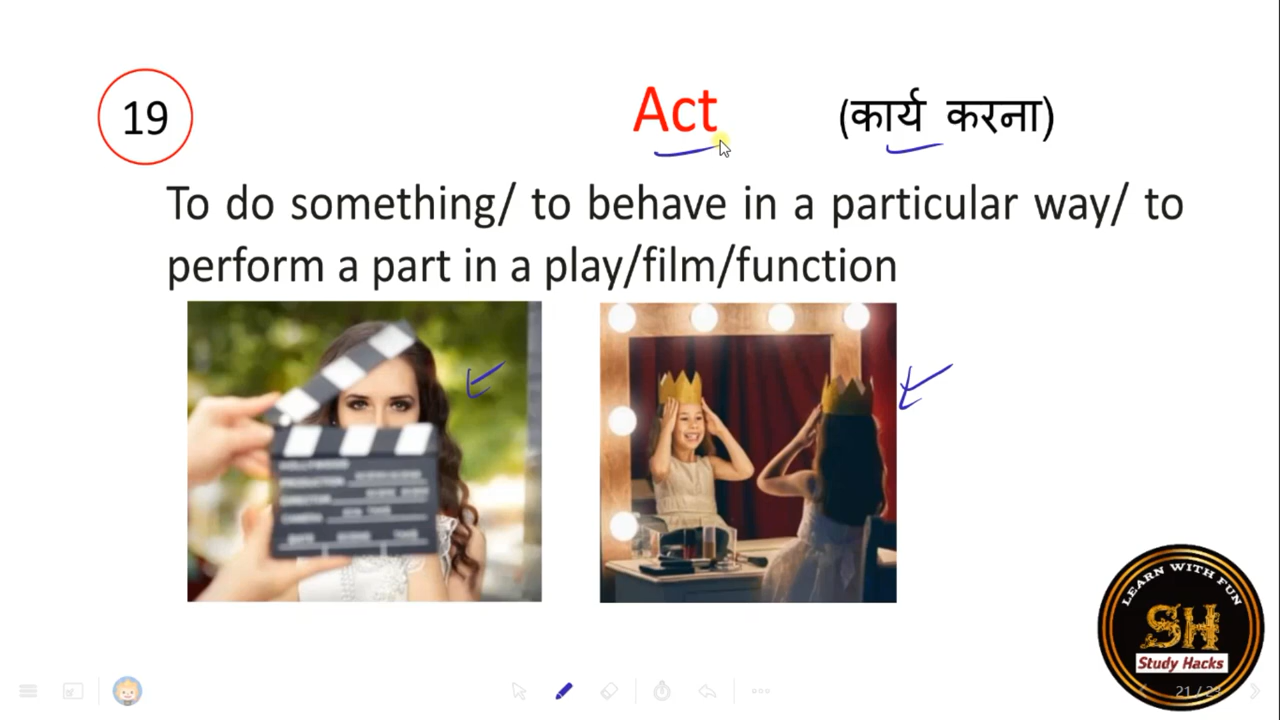 19
Act (कार्य करना)
To do something/ to behave in a particular way/ to
perform a part in a play/film/function
LEARN WITH FUN
SH
Study Hacks